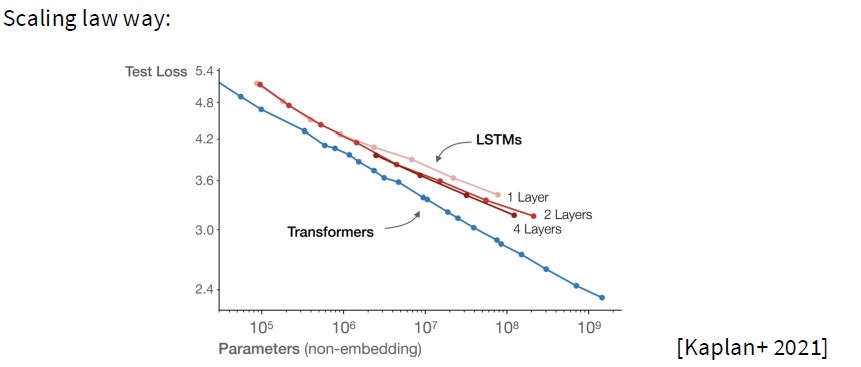 Scaling law way:
Test Loss 5.4
4.8
4.2
LSTMs
3.6
1 Layer
2 Layers
3.0
4 Layers
Transformers
2.4
10⁵ 10⁶ 10⁷ 10⁸ 10⁹
Parameters (non-embedding)
[Kaplan+ 2021]